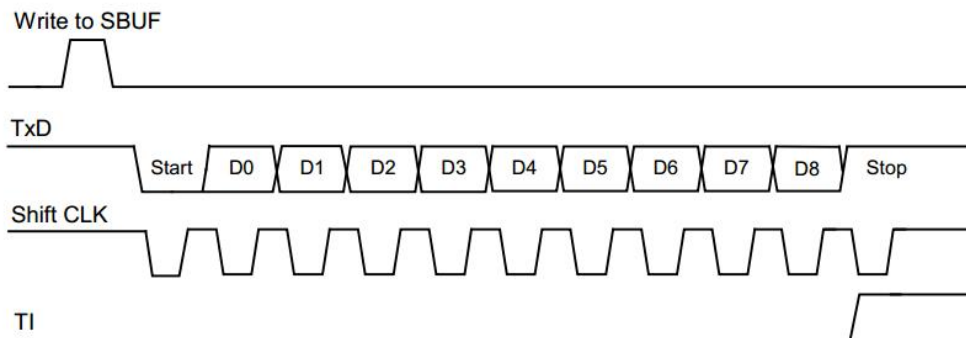 Write to SBUF
TxD
Start D0 D1 D2 D3 D4 D5 D6 D7 D8 Stop
Shift CLK
TI